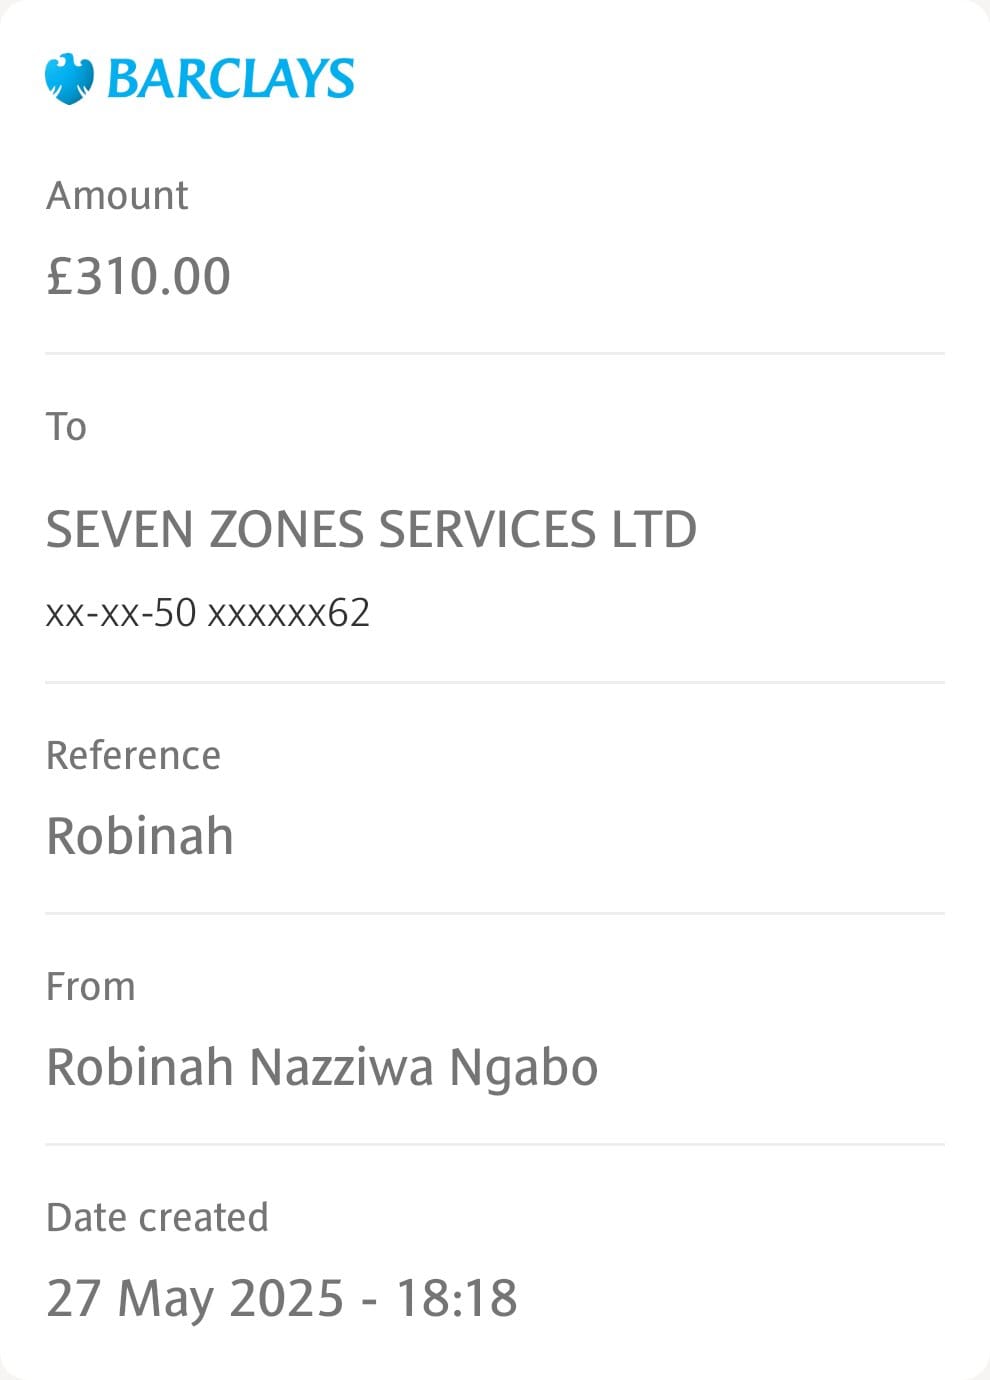 BARCLAYS
Amount
£310.00
To
SEVEN ZONES SERVICES LTD
xx-xx-50 xxxxxx62
Reference
Robinah
From
Robinah Nazziwa Ngabo
Date created
27 May 2025 - 18:18